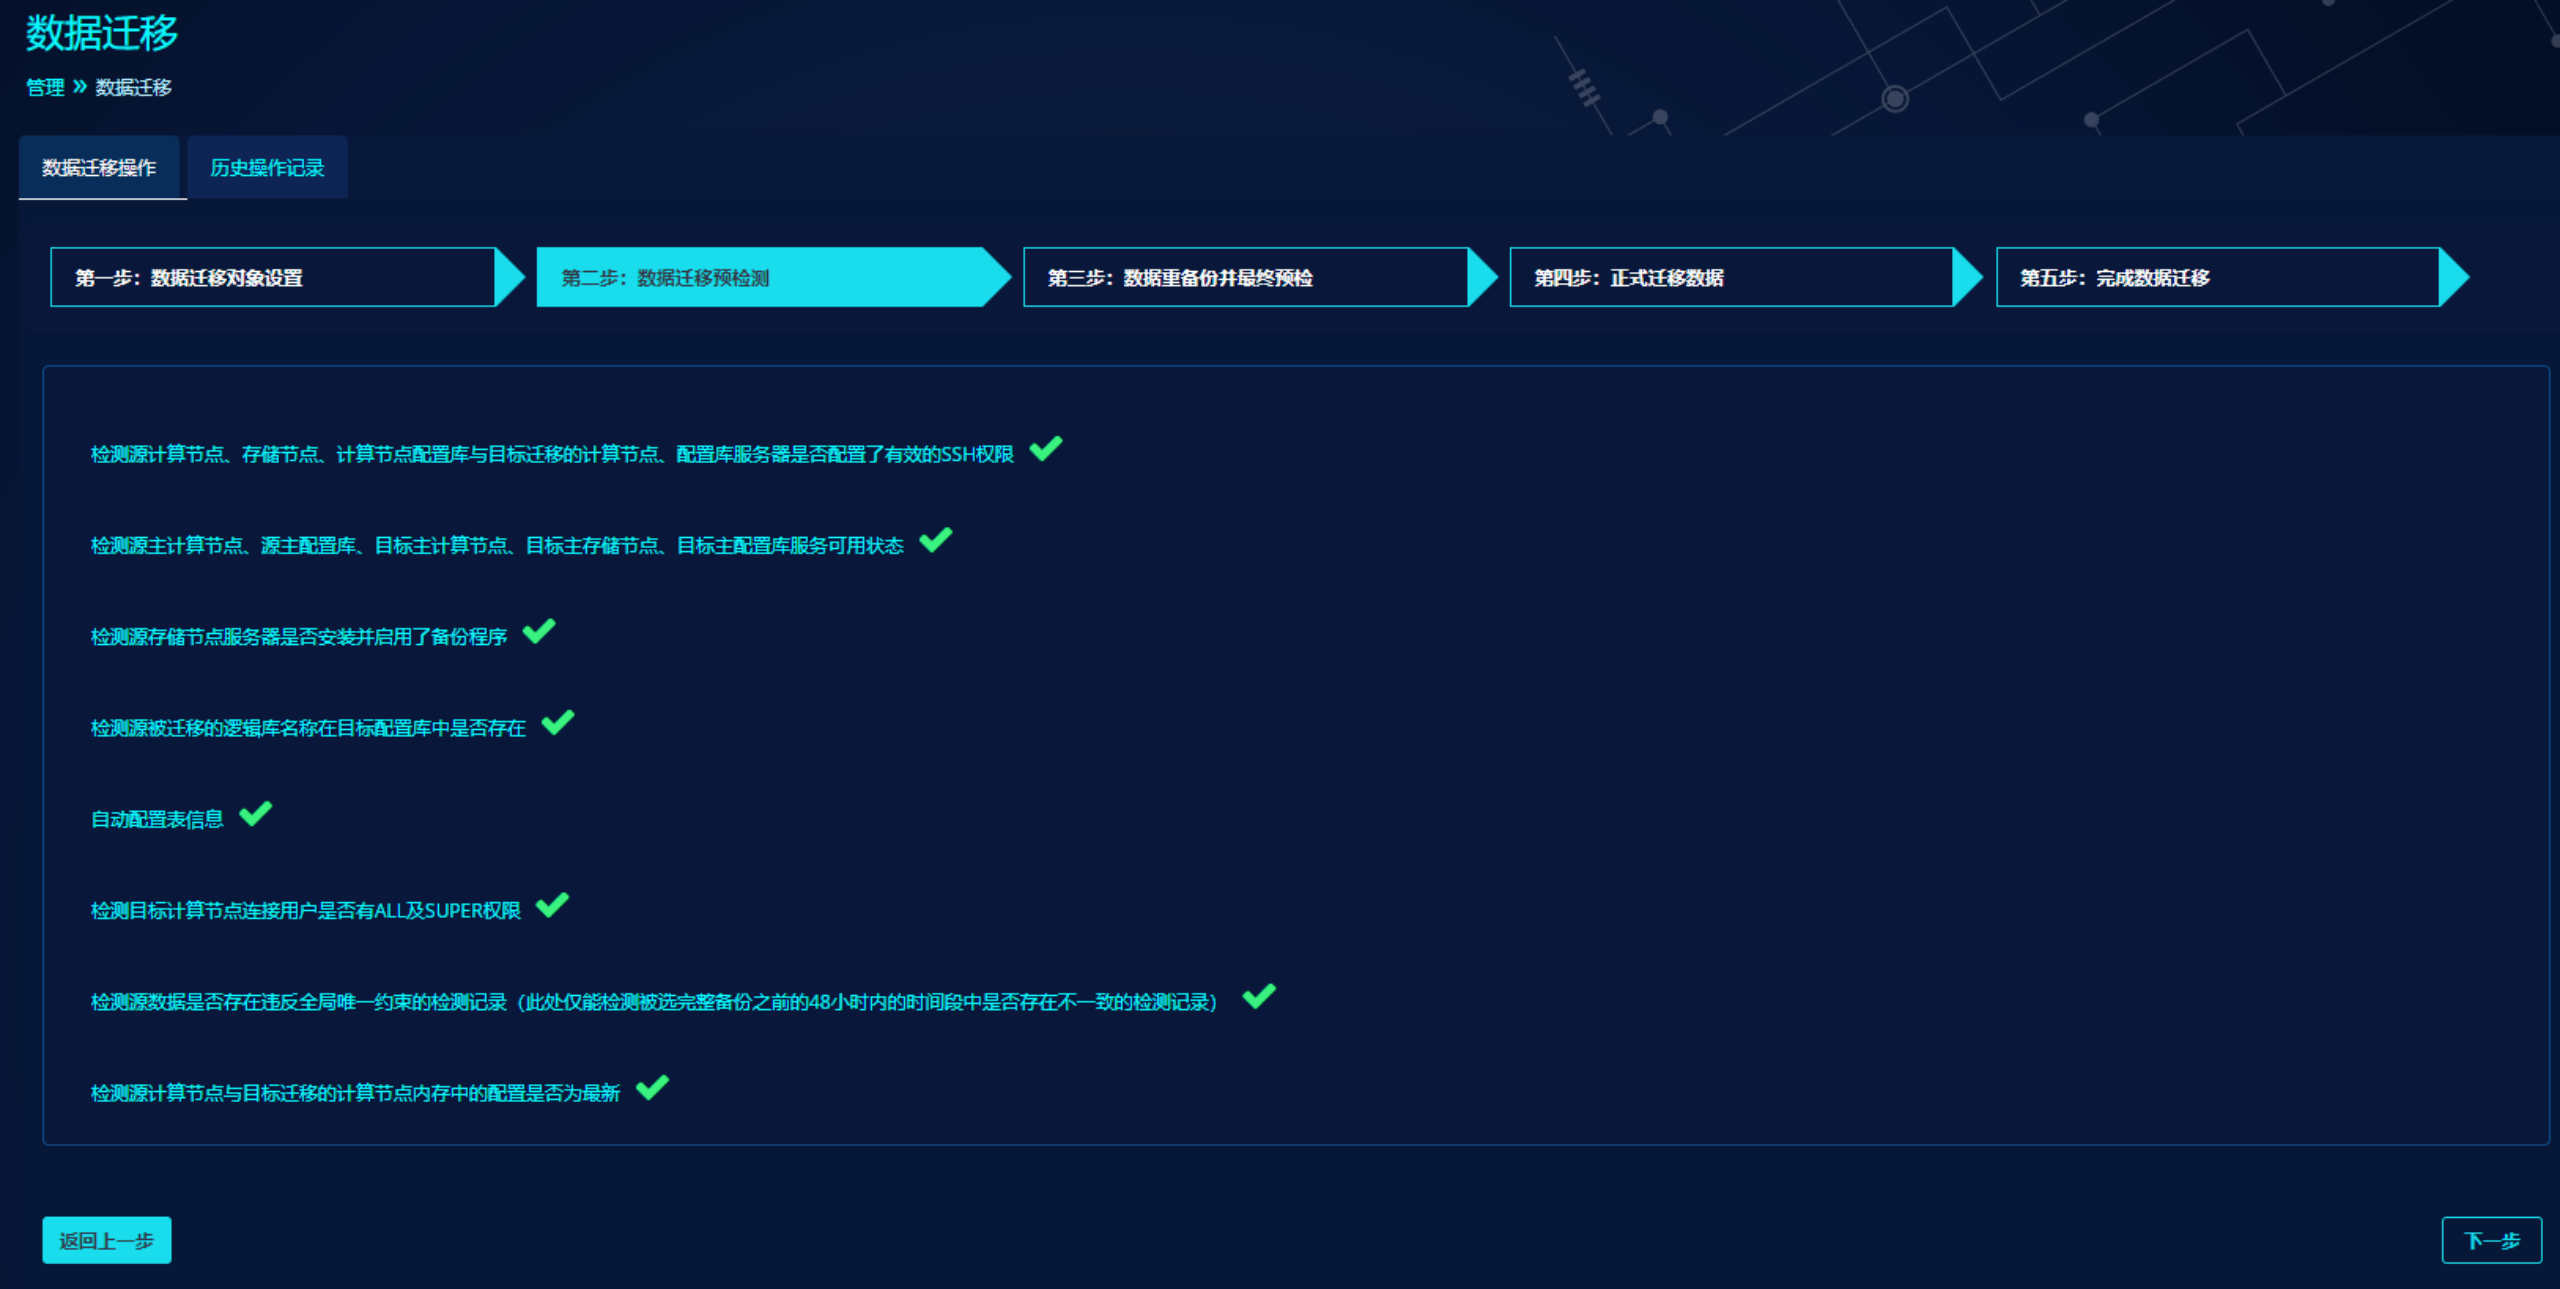 数据迁移
管理 » 数据迁移
数据迁移操作 历史操作记录
第一步：数据迁移对象设置 第二步：数据迁移预检测 第三步：数据重备份并最终预检 第四步：正式迁移数据 第五步：完成数据迁移
检测源计算节点、存储节点、计算节点配置库与目标迁移的计算节点、配置库服务器是否配置了有效的SSH权限
检测源主计算节点、源主配置库、目标主计算节点、目标主存储节点、目标主配置库服务可用状态
检测源存储节点服务器是否安装并启用了备份程序
检测源被迁移的逻辑库名称在目标配置库中是否存在
自动配置表信息
检测目标计算节点连接用户是否有ALL及SUPER权限
检测源数据是否存在违反全局唯一约束的检测记录（此处仅能检测被选完整备份之前的48小时内的时间段中是否存在不一致的检测记录）
检测源计算节点与目标迁移的计算节点内存中的配置是否为最新
返回上一步 下一步